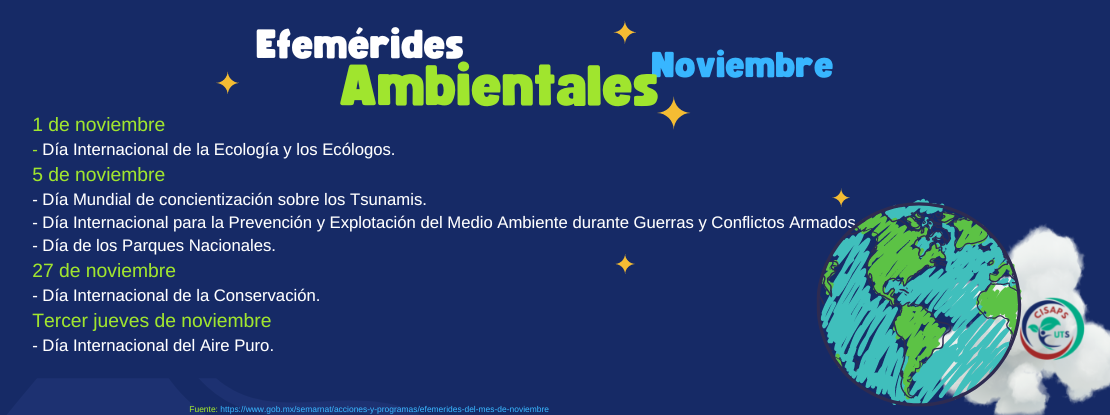 Efemérides
Ambientales
Noviembre
1 de noviembre
- Día Internacional de la Ecología y los Ecólogos.
5 de noviembre
- Día Mundial de concientización sobre los Tsunamis.
- Día Internacional para la Prevención y Explotación del Medio Ambiente durante Guerras y Conflictos Armados.
- Día de los Parques Nacionales.
27 de noviembre
- Día Internacional de la Conservación.
Tercer jueves de noviembre
- Día Internacional del Aire Puro.
CISAPS
UTS
Fuente: https://www.gob.mx/semarnat/acciones-y-programas/efemerides-del-mes-de-noviembre